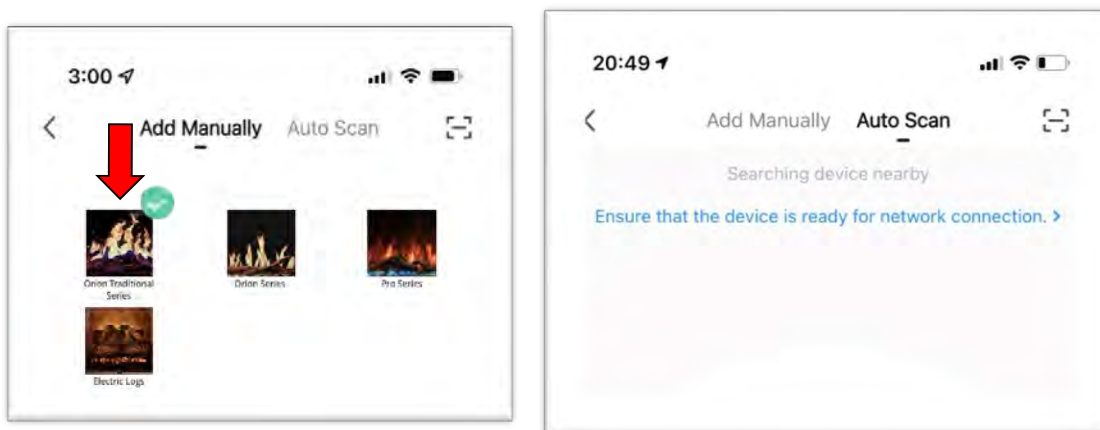 3:00
Add Manually Auto Scan
Orion Traditional
Series
Orion Series
Pro Series
Electric Logs
20:49
Add Manually Auto Scan
Searching device nearby
Ensure that the device is ready for network connection. >